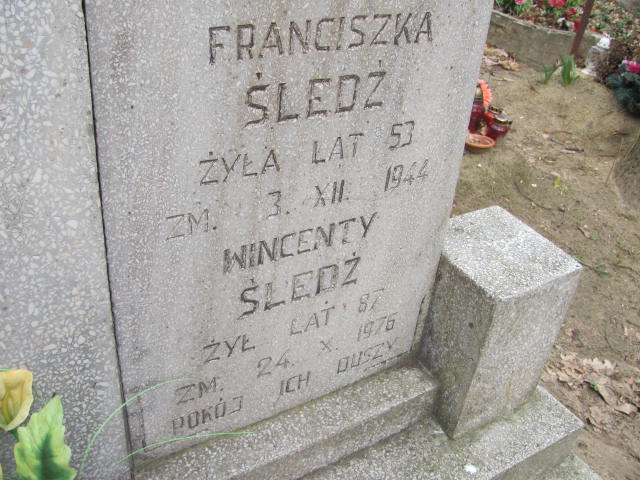 FRANCISZKA
ŚLEDŹ
ŻYŁA LAT 53
ZM. 3. XII. 1944
WINCENTY
ŚLEDŹ
ŻYŁ LAT 87
ZM. 24. X. 1976
POKÓJ ICH DUSZY